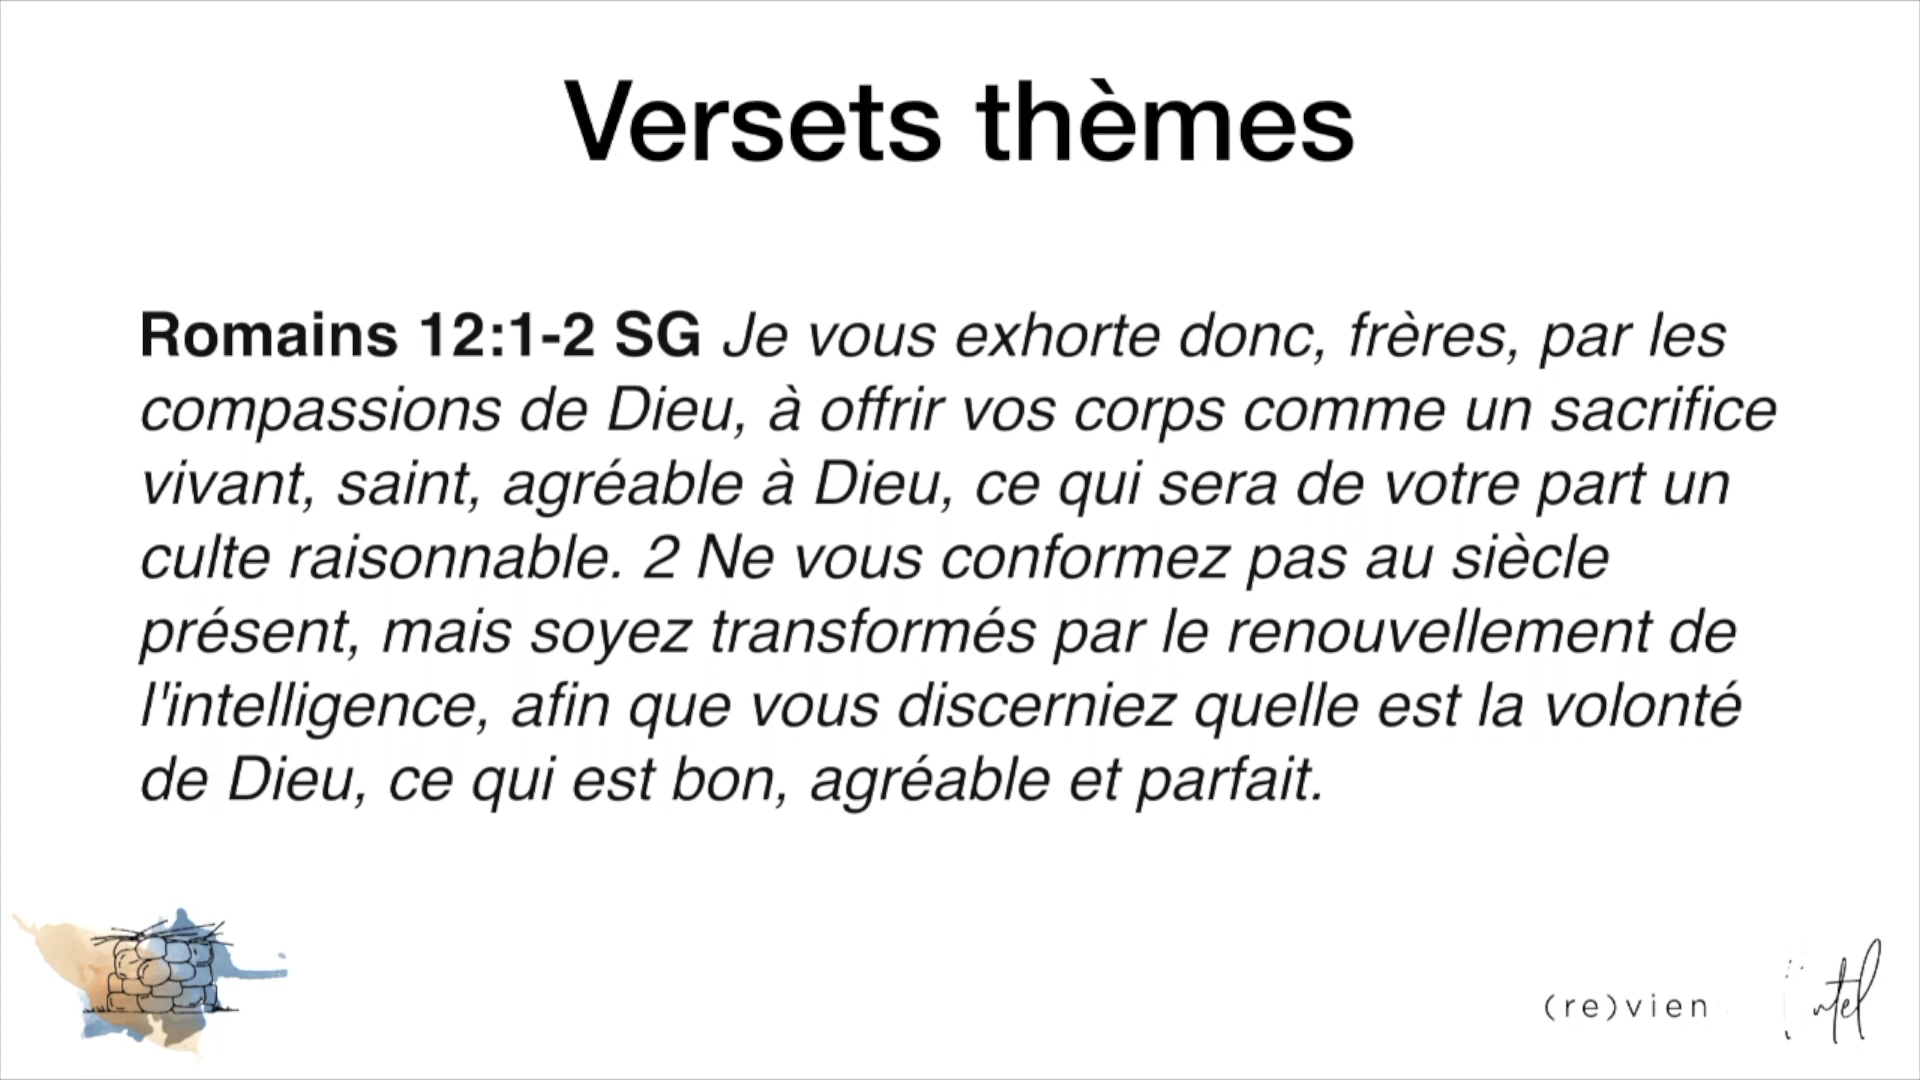 Versets thèmes
Romains 12:1-2 SG Je vous exhorte donc, frères, par les
compassions de Dieu, à offrir vos corps comme un sacrifice
vivant, saint, agréable à Dieu, ce qui sera de votre part un
culte raisonnable. 2 Ne vous conformez pas au siècle
présent, mais soyez transformés par le renouvellement de
l'intelligence, afin que vous discerniez quelle est la volonté
de Dieu, ce qui est bon, agréable et parfait.
(re)vien